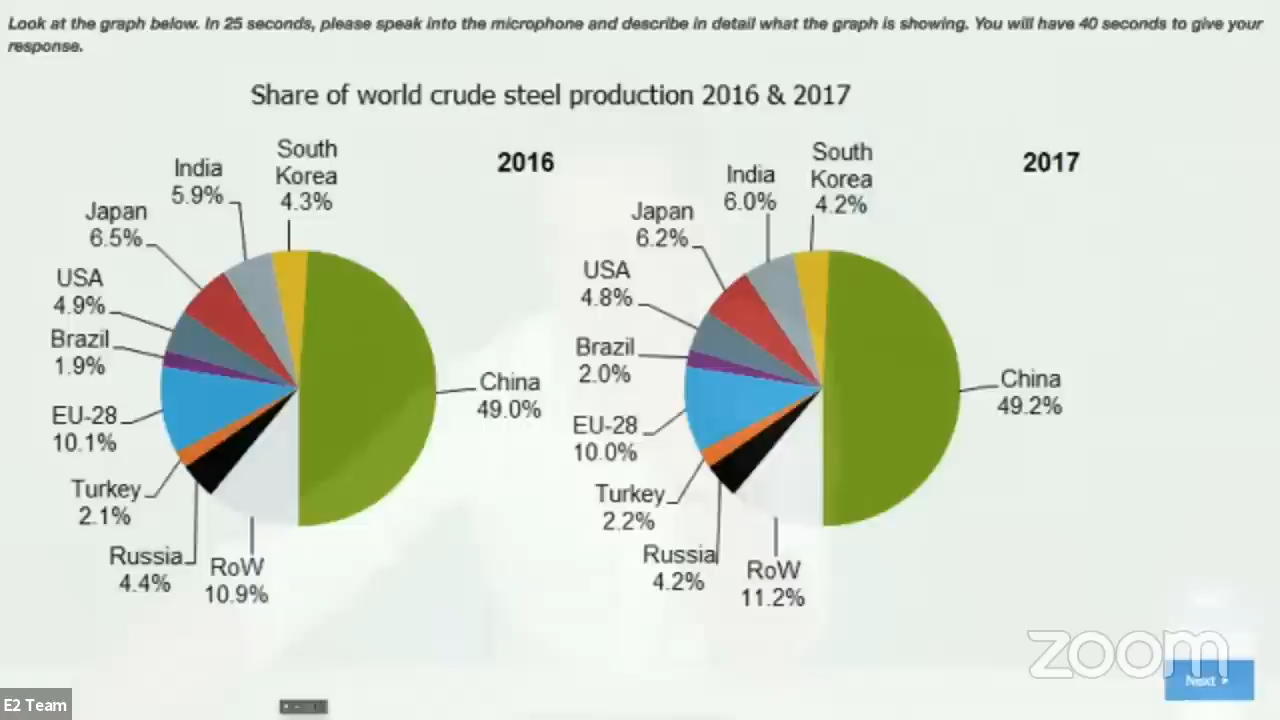 Look at the graph below. In 25 seconds, please speak into the microphone and describe in detail what the graph is showing. You will have 40 seconds to give your
response.
Share of world crude steel production 2016 & 2017
2016
South
Korea
4.3%
India
5.9%
Japan
6.5%
USA
4.9%
Brazil
1.9%
EU-28
10.1%
Turkey
2.1%
Russia
4.4%
RoW
10.9%
China
49.0%
2017
South
Korea
4.2%
India
6.0%
Japan
6.2%
USA
4.8%
Brazil
2.0%
EU-28
10.0%
Turkey
2.2%
Russia
4.2%
RoW
11.2%
China
49.2%
zoom
Next
E2 Team